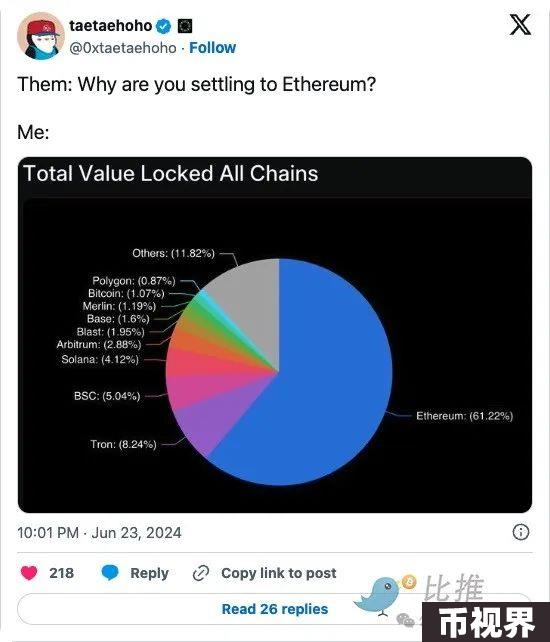 taetaehoho
@0xtaetaehoho · Follow
X
Them: Why are you settling to Ethereum?
Me:
Total Value Locked All Chains
Others: (11.82%)
Polygon: (0.87%)
Bitcoin: (1.07%)
Merlin: (1.19%)
Base: (1.6%)
Blast: (1.95%)
Arbitrum: (2.88%)
Solana: (4.12%)
BSC: (5.04%)
Tron: (8.24%)
Ethereum: (61.22%)
10:01 PM · Jun 23, 2024
218 Reply Copy link to post
Read 26 replies
比推
币视界